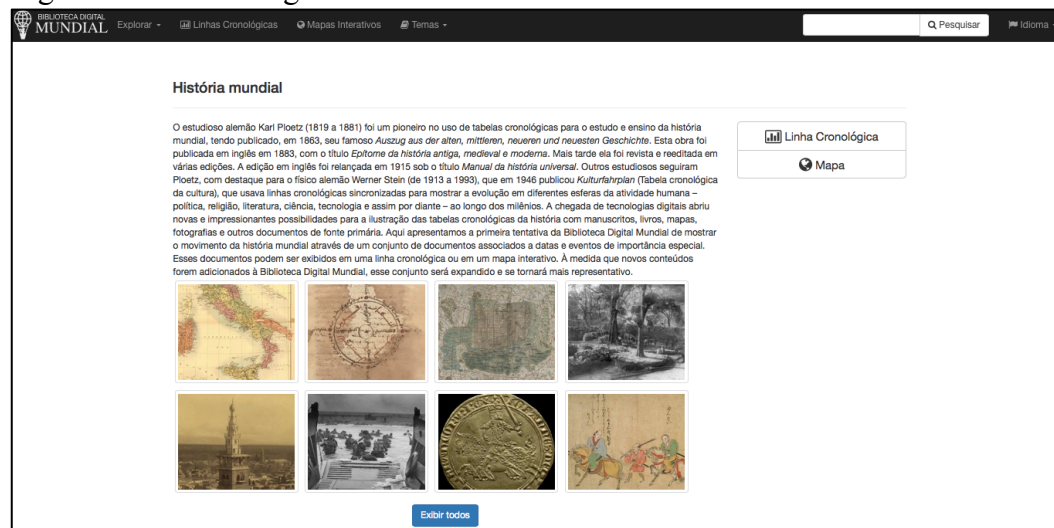 BIBLIOTECA DIGITAL
MUNDIAL
Explorar
Linhas Cronológicas
Mapas Interativos
Temas
Pesquisar
Idioma
História mundial
O estudioso alemão Karl Ploetz (1819 a 1881) foi um pioneiro no uso de tabelas cronológicas para o estudo e ensino da história
mundial, tendo publicado, em 1863, seu famoso Auszug aus der alten, mittleren, neueren und neuesten Geschichte. Esta obra foi
publicada em inglês em 1883, com o título Epítome da história antiga, medieval e moderna. Mais tarde ela foi revista e reeditada em
várias edições. A edição em inglês foi relançada em 1915 sob o título Manual da história universal. Outros estudiosos seguiram
Ploetz, com destaque para o físico alemão Werner Stein (de 1913 a 1993), que em 1946 publicou Kulturfahrplan (Tabela cronológica
da cultura), que usava linhas cronológicas sincronizadas para mostrar a evolução em diferentes esferas da atividade humana –
política, religião, literatura, ciência, tecnologia e assim por diante – ao longo dos milênios. A chegada de tecnologias digitais abriu
novas e impressionantes possibilidades para a ilustração das tabelas cronológicas da história com manuscritos, livros, mapas,
fotografias e outros documentos de fonte primária. Aqui apresentamos a primeira tentativa da Biblioteca Digital Mundial de mostrar
o movimento da história mundial através de um conjunto de documentos associados a datas e eventos de importância especial.
Esses documentos podem ser exibidos em uma linha cronológica ou em um mapa interativo. À medida que novos conteúdos
forem adicionados à Biblioteca Digital Mundial, esse conjunto será expandido e se tornará mais representativo.
Linha Cronológica
Mapa
Exibir todos